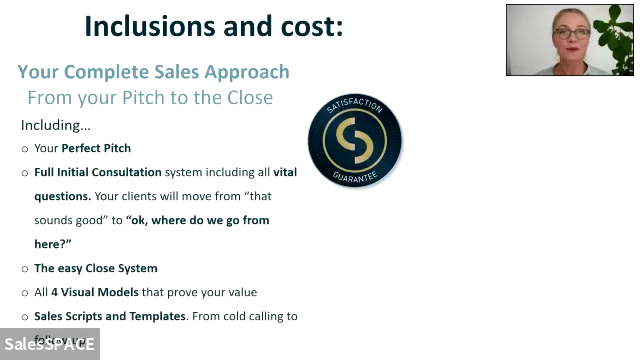 Inclusions and cost:
Your Complete Sales Approach
From your Pitch to the Close
Including...
o Your Perfect Pitch
o Full Initial Consultation system including all vital
questions. Your clients will move from “that
sounds good” to “ok, where do we go from
here?”
o The easy Close System
o All 4 Visual Models that prove your value
o Sales Scripts and Templates. From cold calling to
SATISFACTION
GUARANTEE
SalesSPACE